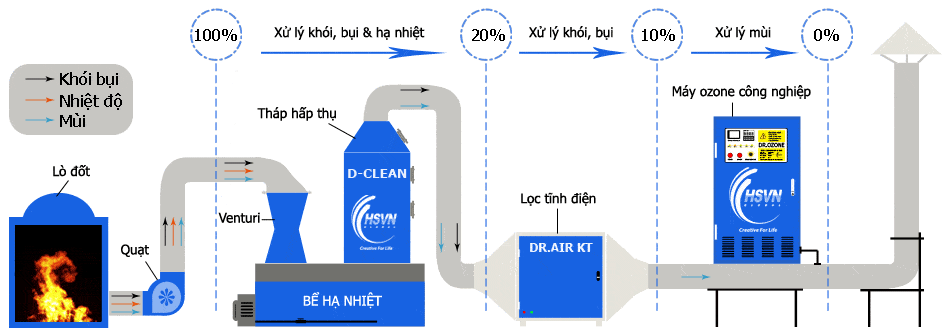 100%
Xử lý khói, bụi & hạ nhiệt
20%
Xử lý khói, bụi
10%
Xử lý mùi
0%
Khói bụi
Nhiệt độ
Mùi
Máy ozone công nghiệp
Tháp hấp thụ
DR.OZONE
Lò đốt
D-CLEAN
HSVN
GLOBAL
Creative For Life
HSVN
GLOBAL
Creative For Life
Venturi
Lọc tĩnh điện
Quạt
DR.AIR KT
BỂ HẠ NHIỆT